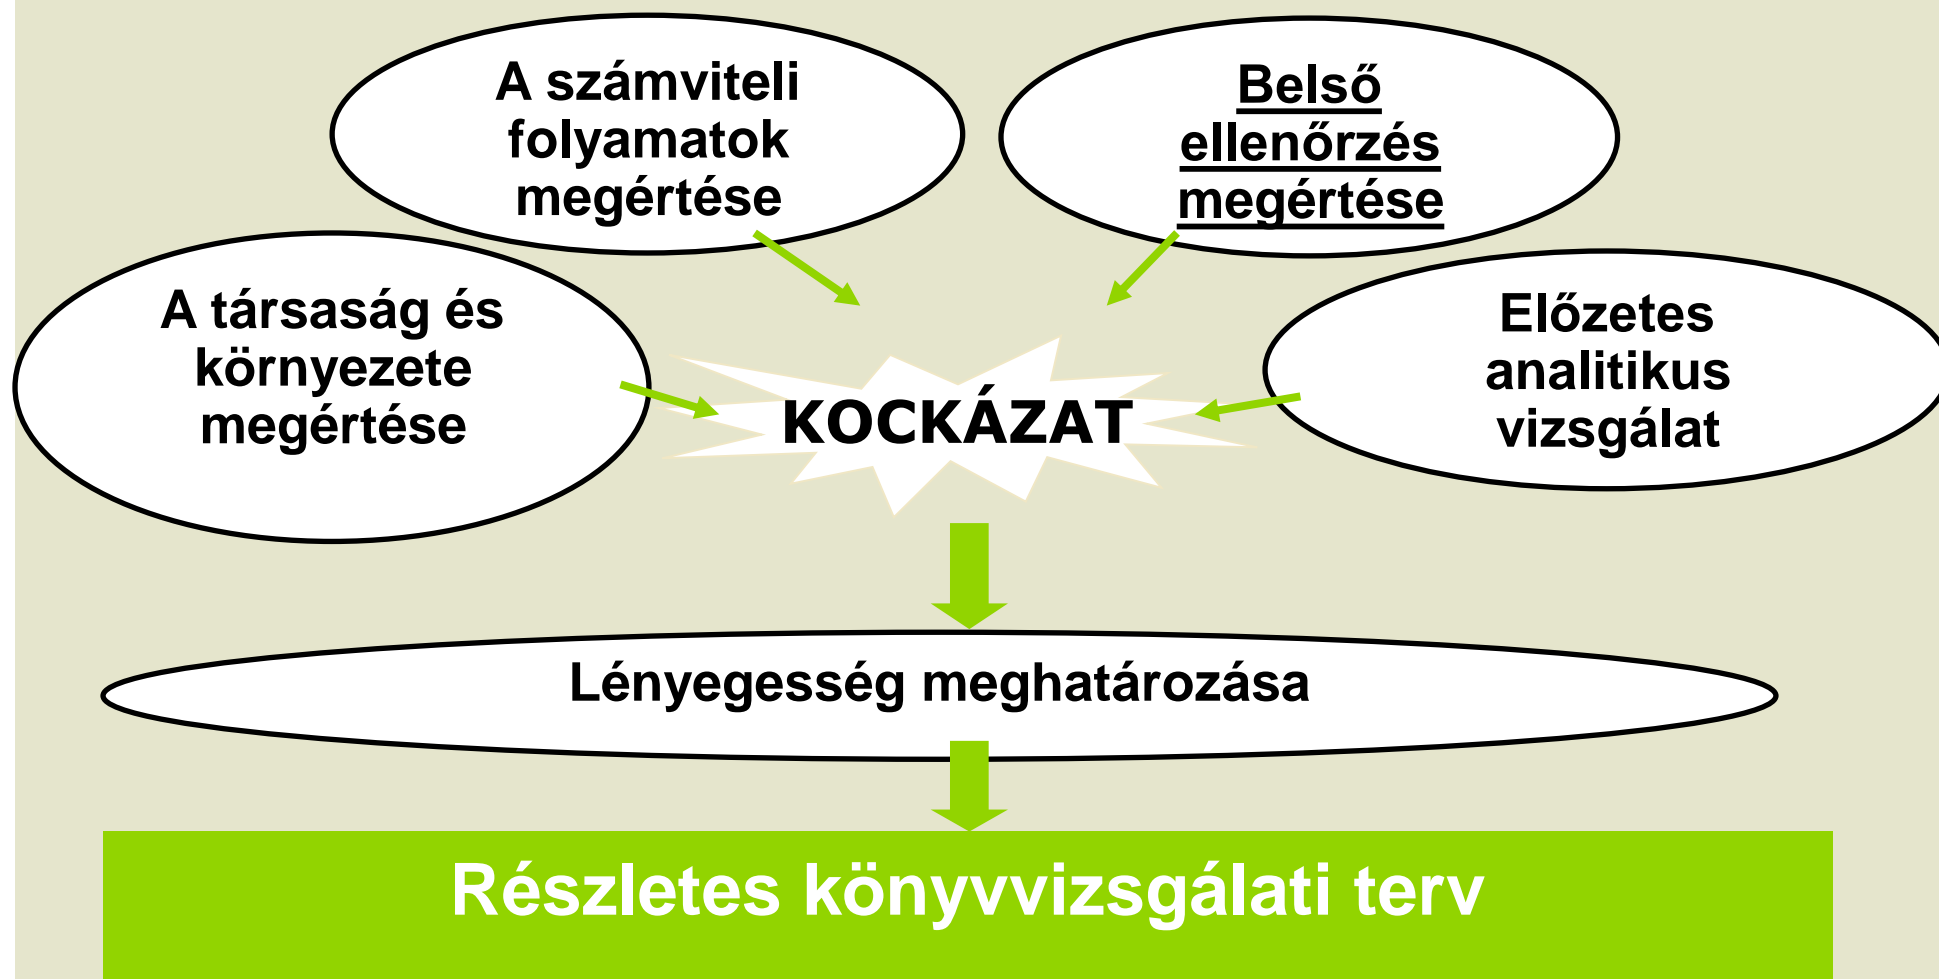 A számviteli
folyamatok
megértése
Belső
ellenőrzés
megértése
A társaság és
környezete
megértése
Előzetes
analitikus
vizsgálat
KOCKÁZAT
Lényegesség meghatározása
Részletes könyvvizsgálati terv